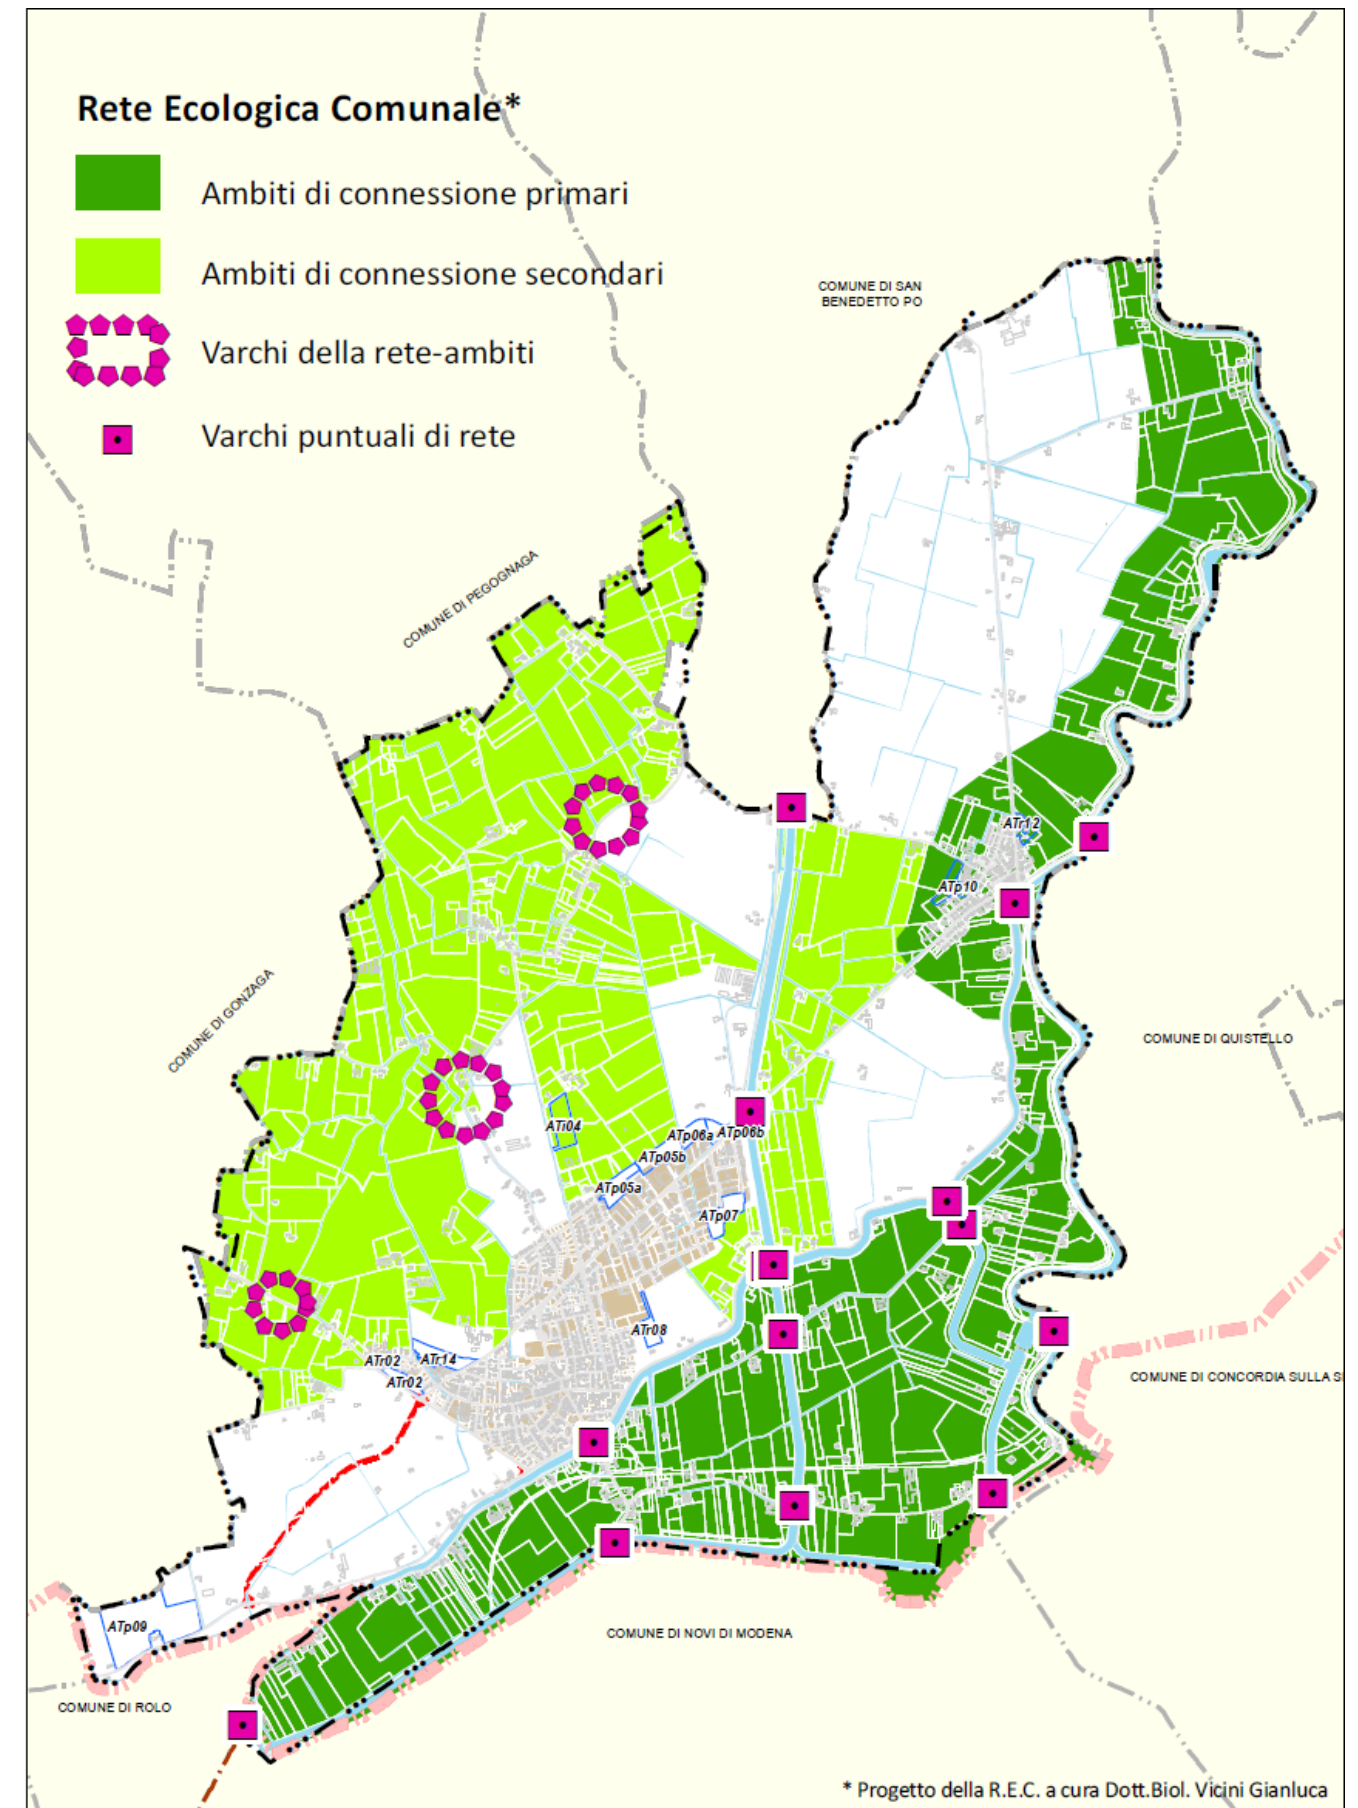 Rete Ecologica Comunale*
Ambiti di connessione primari
Ambiti di connessione secondari
Varchi della rete-ambiti
Varchi puntuali di rete
COMUNE DI SAN
BENEDETTO PO
COMUNE DI PEGOGNAGA
ATr12
ATp10
COMUNE DI GONZAGA
COMUNE DI QUISTELLO
ATi04
ATp06a
ATp06b
ATp05b
ATp05a
ATp07
ATr08
ATr02
ATr14
ATr02
COMUNE DI CONCORDIA SULLA S
ATp09
COMUNE DI NOVI DI MODENA
COMUNE DI ROLO
* Progetto della R.E.C. a cura Dott.Biol. Vicini Gianluca